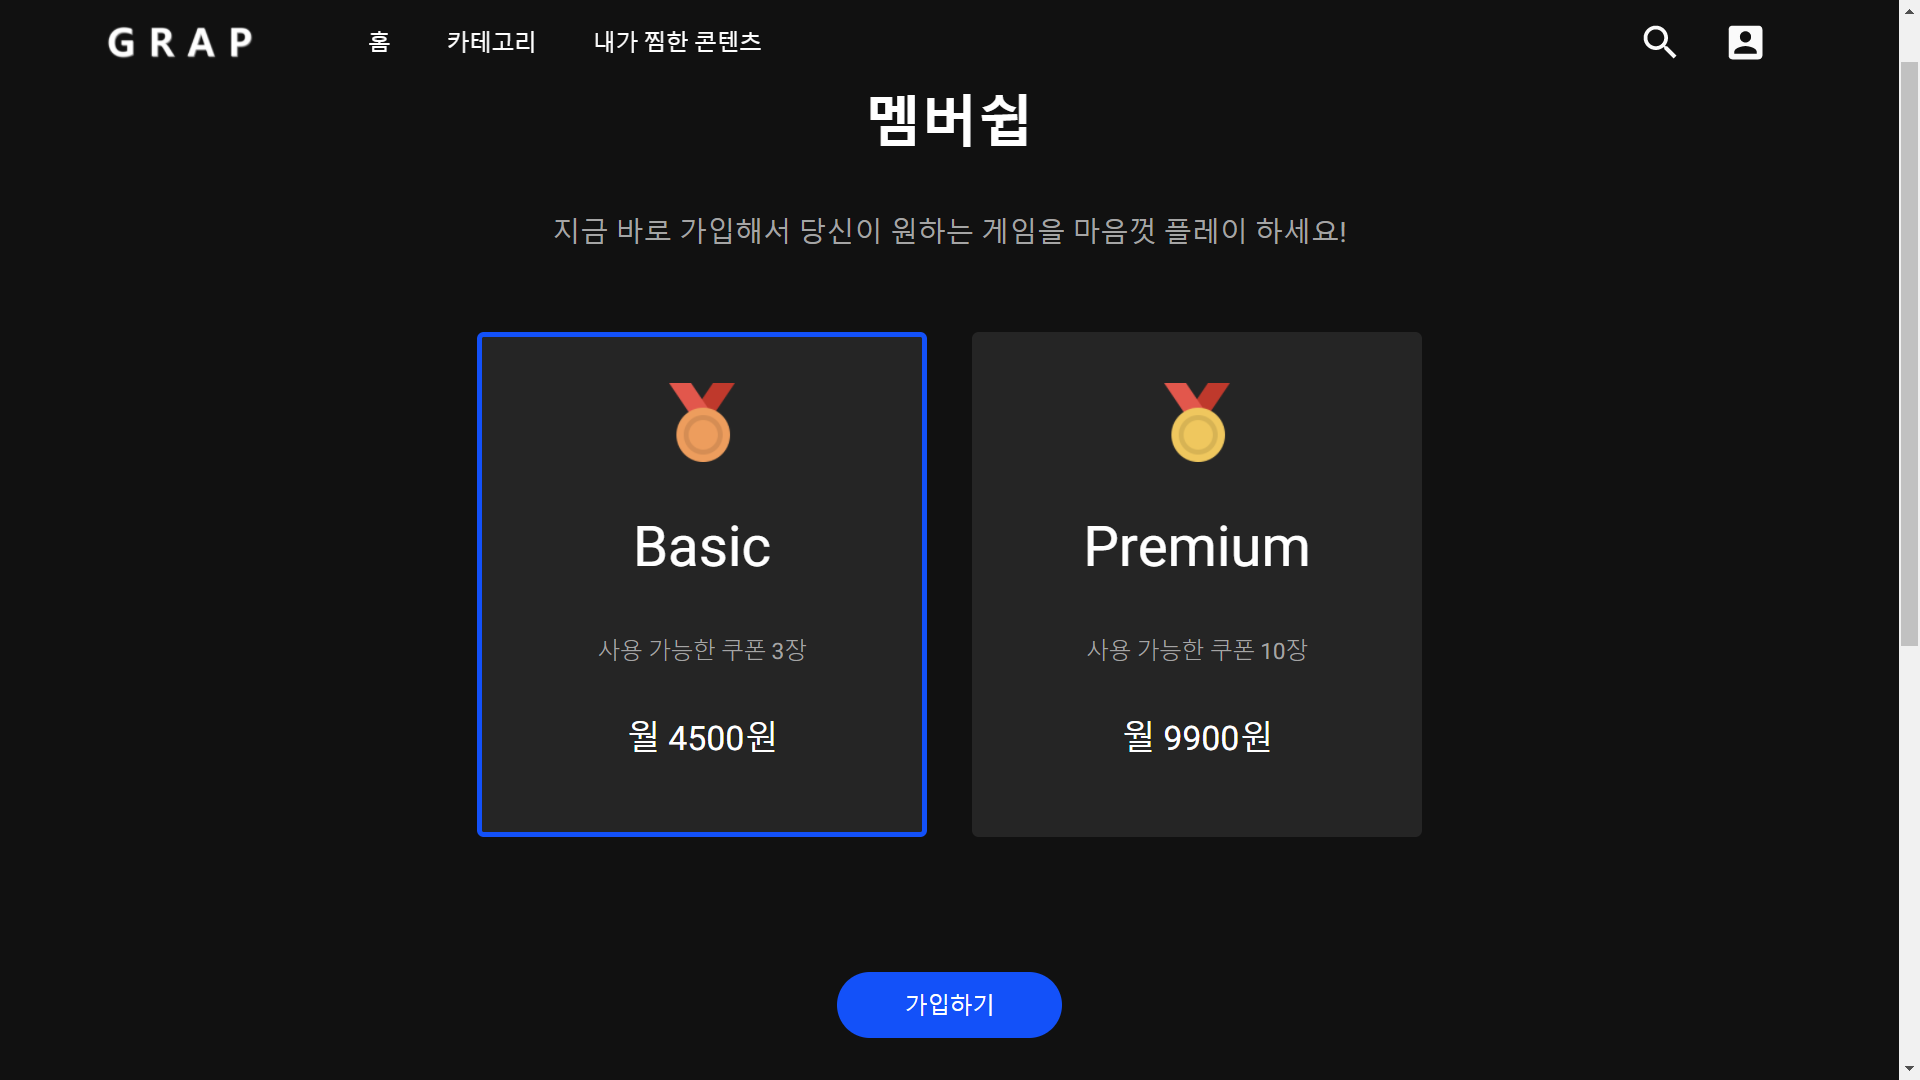 GRAP
홈
카테고리
내가 찜한 콘텐츠
멤버쉽
지금 바로 가입해서 당신이 원하는 게임을 마음껏 플레이 하세요!
Basic
사용 가능한 쿠폰 3장
월 4500원
Premium
사용 가능한 쿠폰 10장
월 9900원
가입하기